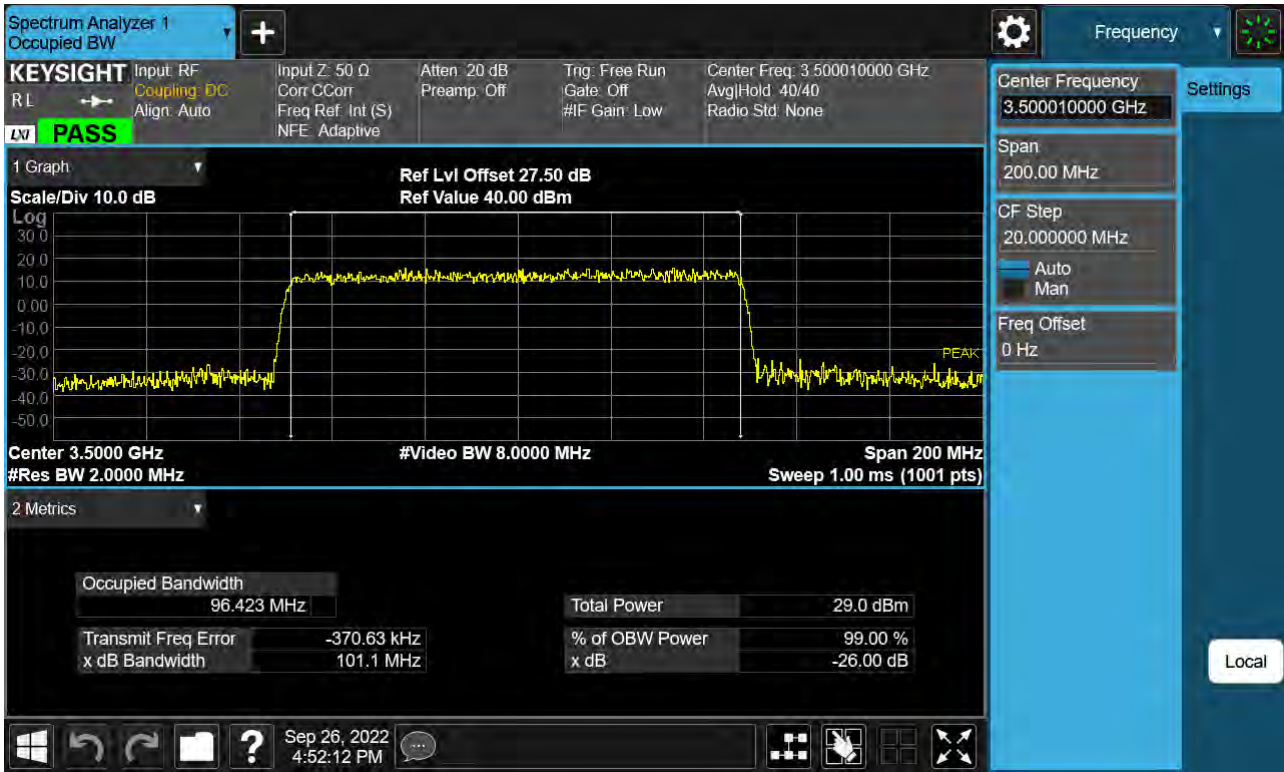 Spectrum Analyzer 1
Occupied BW
+
Frequency
KEYSIGHT
RL
LXI PASS
Input: RF
Coupling: DC
Align: Auto
Input Z: 50 Ω
Corr CCorr
Freq Ref: Int (S)
NFE: Adaptive
Atten: 20 dB
Preamp: Off
Trig: Free Run
Gate: Off
#IF Gain: Low
Center Freq: 3.500010000 GHz
Avg|Hold: 40/40
Radio Std: None
Center Frequency
3.500010000 GHz
Settings
Span
200.00 MHz
CF Step
20.000000 MHz
Auto
Man
Freq Offset
0 Hz
1 Graph
Ref Lvl Offset 27.50 dB
Scale/Div 10.0 dB
Ref Value 40.00 dBm
Log
30.0
20.0
10.0
0.00
-10.0
-20.0
-30.0
-40.0
-50.0
PEAK
Center 3.5000 GHz
#Video BW 8.0000 MHz
Span 200 MHz
#Res BW 2.0000 MHz
Sweep 1.00 ms (1001 pts)
2 Metrics
Occupied Bandwidth
96.423 MHz
Total Power 29.0 dBm
Transmit Freq Error -370.63 kHz
% of OBW Power 99.00 %
x dB Bandwidth 101.1 MHz
x dB -26.00 dB
Local
?
Sep 26, 2022
4:52:12 PM